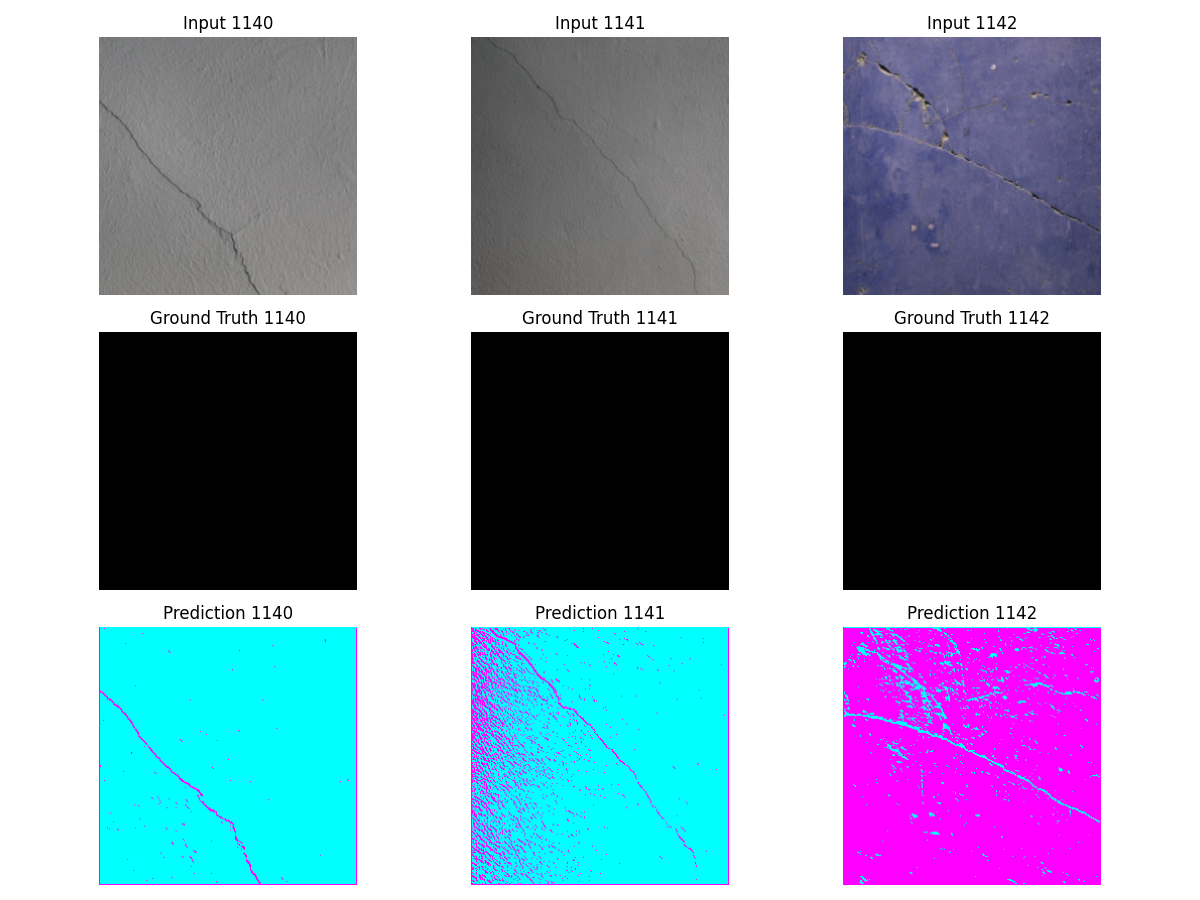 Input 1140
Input 1141
Input 1142
Ground Truth 1140
Ground Truth 1141
Ground Truth 1142
Prediction 1140
Prediction 1141
Prediction 1142